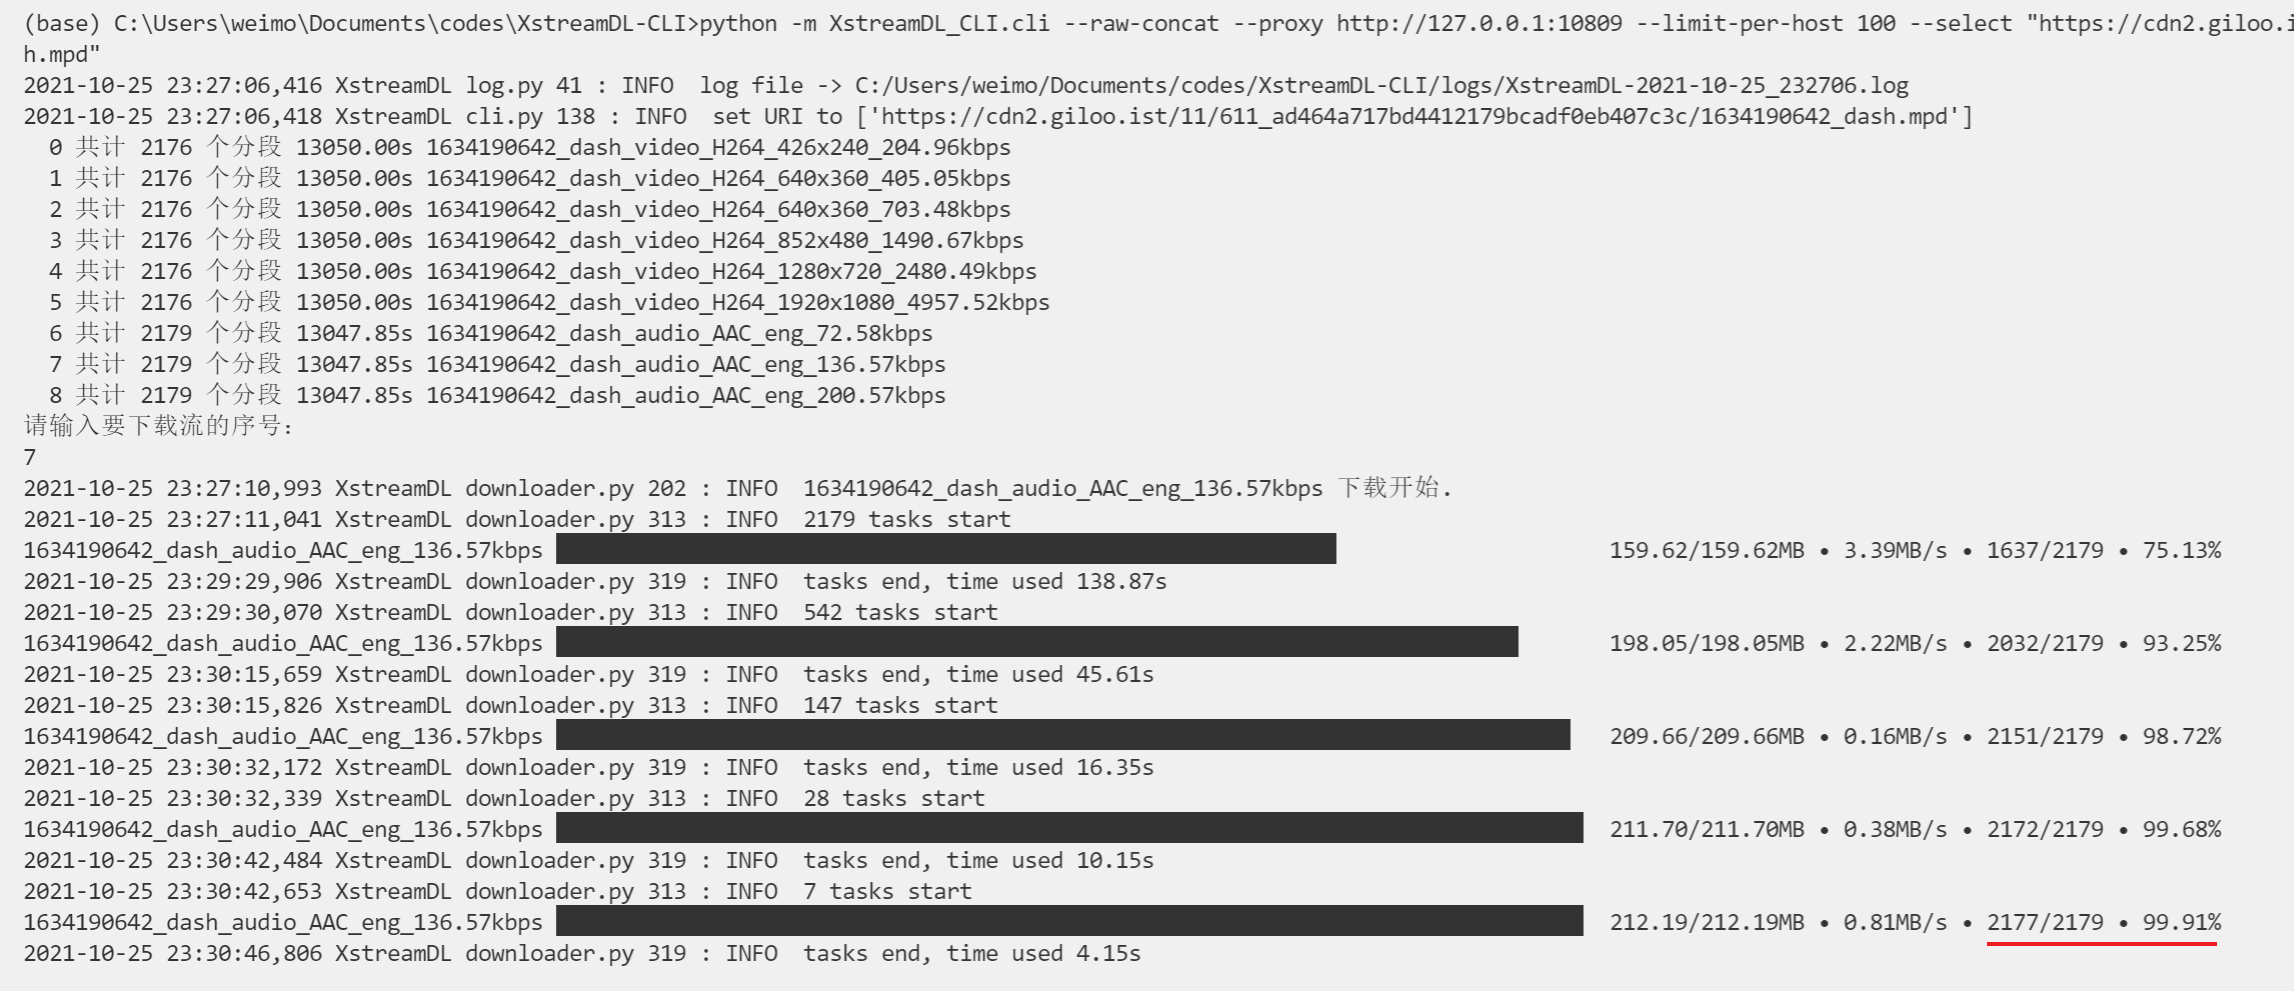 (base) C:\Users\weimo\Documents\codes\XstreamDL-CLI>python -m XstreamDL_CLI.cli --raw-concat --proxy http://127.0.0.1:10809 --limit-per-host 100 --select "https://cdn2.giloo.i
h.mpd"
2021-10-25 23:27:06,416 XstreamDL log.py 41 : INFO  log file -> C:/Users/weimo/Documents/codes/XstreamDL-CLI/logs/XstreamDL-2021-10-25_232706.log
2021-10-25 23:27:06,418 XstreamDL cli.py 138 : INFO  set URI to ['https://cdn2.giloo.ist/11/611_ad464a717bd4412179bcadf0eb407c3c/1634190642_dash.mpd']
0 共计 2176 个分段 13050.00s 1634190642_dash_video_H264_426x240_204.96kbps
1 共计 2176 个分段 13050.00s 1634190642_dash_video_H264_640x360_405.05kbps
2 共计 2176 个分段 13050.00s 1634190642_dash_video_H264_640x360_703.48kbps
3 共计 2176 个分段 13050.00s 1634190642_dash_video_H264_852x480_1490.67kbps
4 共计 2176 个分段 13050.00s 1634190642_dash_video_H264_1280x720_2480.49kbps
5 共计 2176 个分段 13050.00s 1634190642_dash_video_H264_1920x1080_4957.52kbps
6 共计 2179 个分段 13047.85s 1634190642_dash_audio_AAC_eng_72.58kbps
7 共计 2179 个分段 13047.85s 1634190642_dash_audio_AAC_eng_136.57kbps
8 共计 2179 个分段 13047.85s 1634190642_dash_audio_AAC_eng_200.57kbps
请输入要下载流的序号：
7
2021-10-25 23:27:10,993 XstreamDL downloader.py 202 : INFO  1634190642_dash_audio_AAC_eng_136.57kbps 下载开始.
2021-10-25 23:27:11,041 XstreamDL downloader.py 313 : INFO  2179 tasks start
1634190642_dash_audio_AAC_eng_136.57kbps 159.62/159.62MB • 3.39MB/s • 1637/2179 • 75.13%
2021-10-25 23:29:29,906 XstreamDL downloader.py 319 : INFO  tasks end, time used 138.87s
2021-10-25 23:29:30,070 XstreamDL downloader.py 313 : INFO  542 tasks start
1634190642_dash_audio_AAC_eng_136.57kbps 198.05/198.05MB • 2.22MB/s • 2032/2179 • 93.25%
2021-10-25 23:30:15,659 XstreamDL downloader.py 319 : INFO  tasks end, time used 45.61s
2021-10-25 23:30:15,826 XstreamDL downloader.py 313 : INFO  147 tasks start
1634190642_dash_audio_AAC_eng_136.57kbps 209.66/209.66MB • 0.16MB/s • 2151/2179 • 98.72%
2021-10-25 23:30:32,172 XstreamDL downloader.py 319 : INFO  tasks end, time used 16.35s
2021-10-25 23:30:32,339 XstreamDL downloader.py 313 : INFO  28 tasks start
1634190642_dash_audio_AAC_eng_136.57kbps 211.70/211.70MB • 0.38MB/s • 2172/2179 • 99.68%
2021-10-25 23:30:42,484 XstreamDL downloader.py 319 : INFO  tasks end, time used 10.15s
2021-10-25 23:30:42,653 XstreamDL downloader.py 313 : INFO  7 tasks start
1634190642_dash_audio_AAC_eng_136.57kbps 212.19/212.19MB • 0.81MB/s • 2177/2179 • 99.91%
2021-10-25 23:30:46,806 XstreamDL downloader.py 319 : INFO  tasks end, time used 4.15s